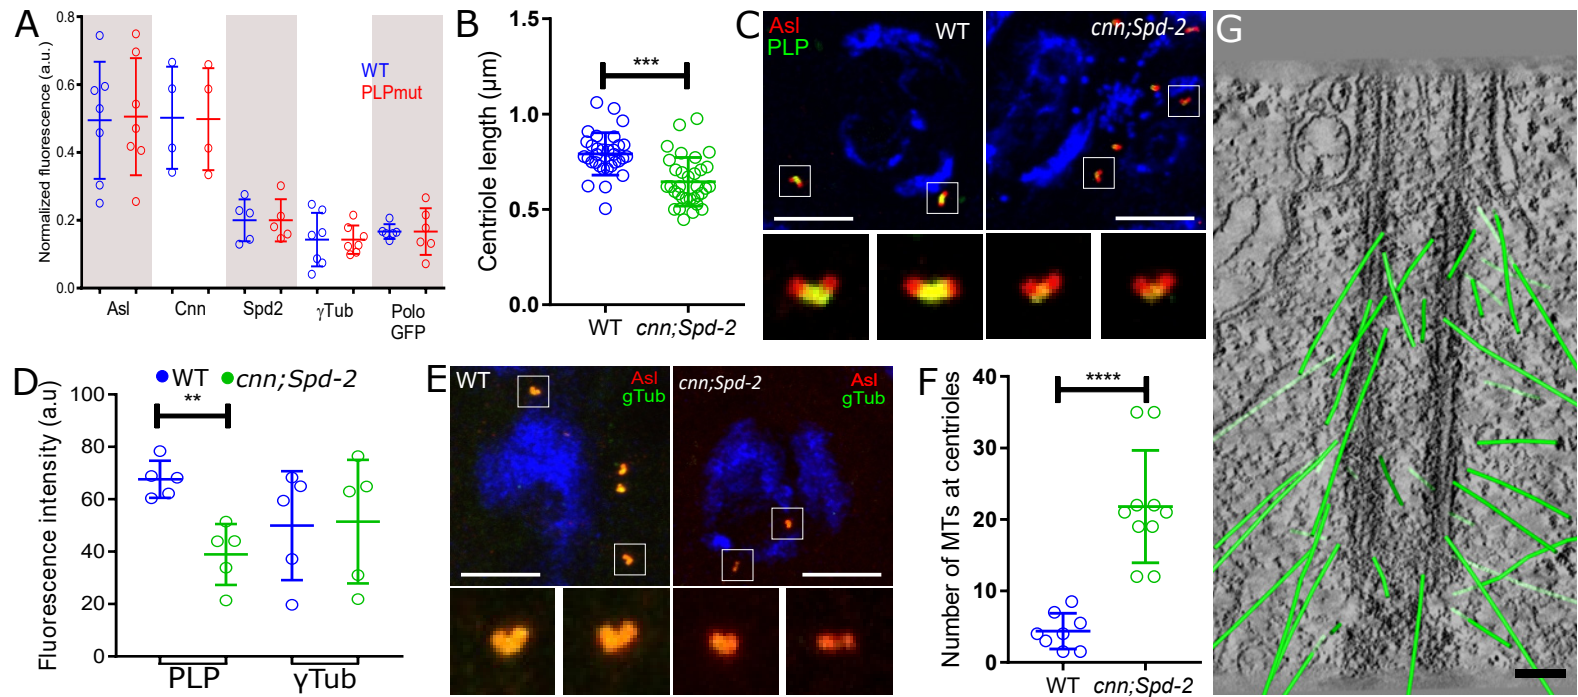 A
Normalized fluorescence (a.u.)
0.8
0.6
0.4
0.2
0.0
WT
PLPmut
Asl
Cnn
Spd2
γTub
Polo
GFP
B
Centriole length (μm)
1.5
1.0
0.5
0.0
***
WT
cnn;Spd-2
C
Asl
PLP
WT
cnn;Spd-2
D
WT
cnn;Spd-2
Fluorescence intensity (a.u)
100
80
60
40
20
0
**
PLP
γTub
E
WT
Asl
gTub
cnn;Spd-2
Asl
gTub
F
Number of MTs at centrioles
40
30
20
10
0
****
WT
cnn;Spd-2
G